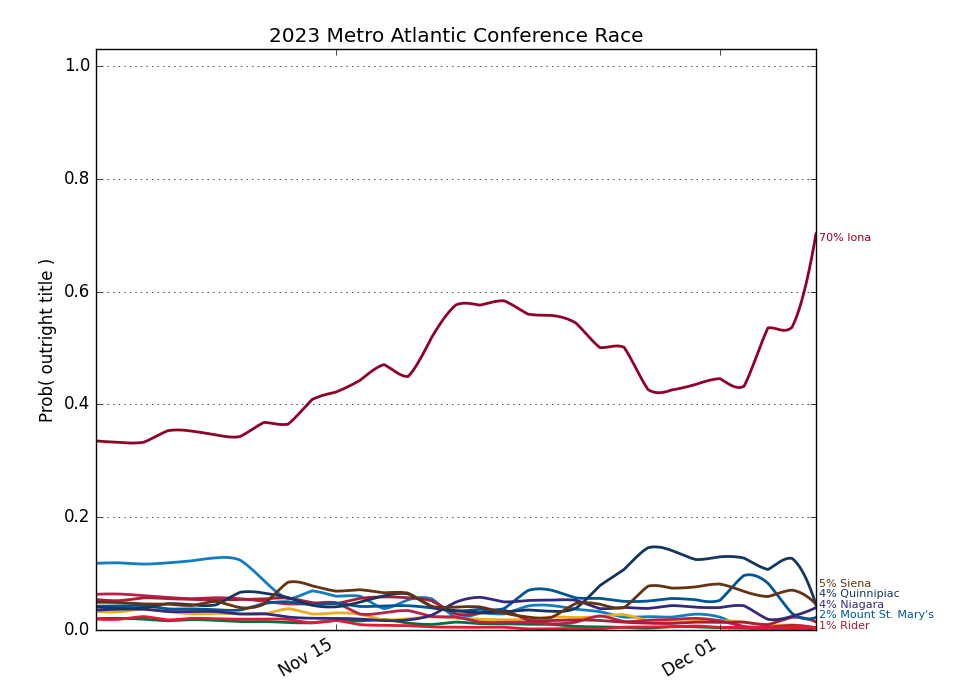 2023 Metro Atlantic Conference Race
Prob( outright title )
1.0
0.8
0.6
0.4
0.2
0.0
Nov 15
Dec 01
70% Iona
5% Siena
4% Quinnipiac
4% Niagara
2% Mount St. Mary's
1% Rider